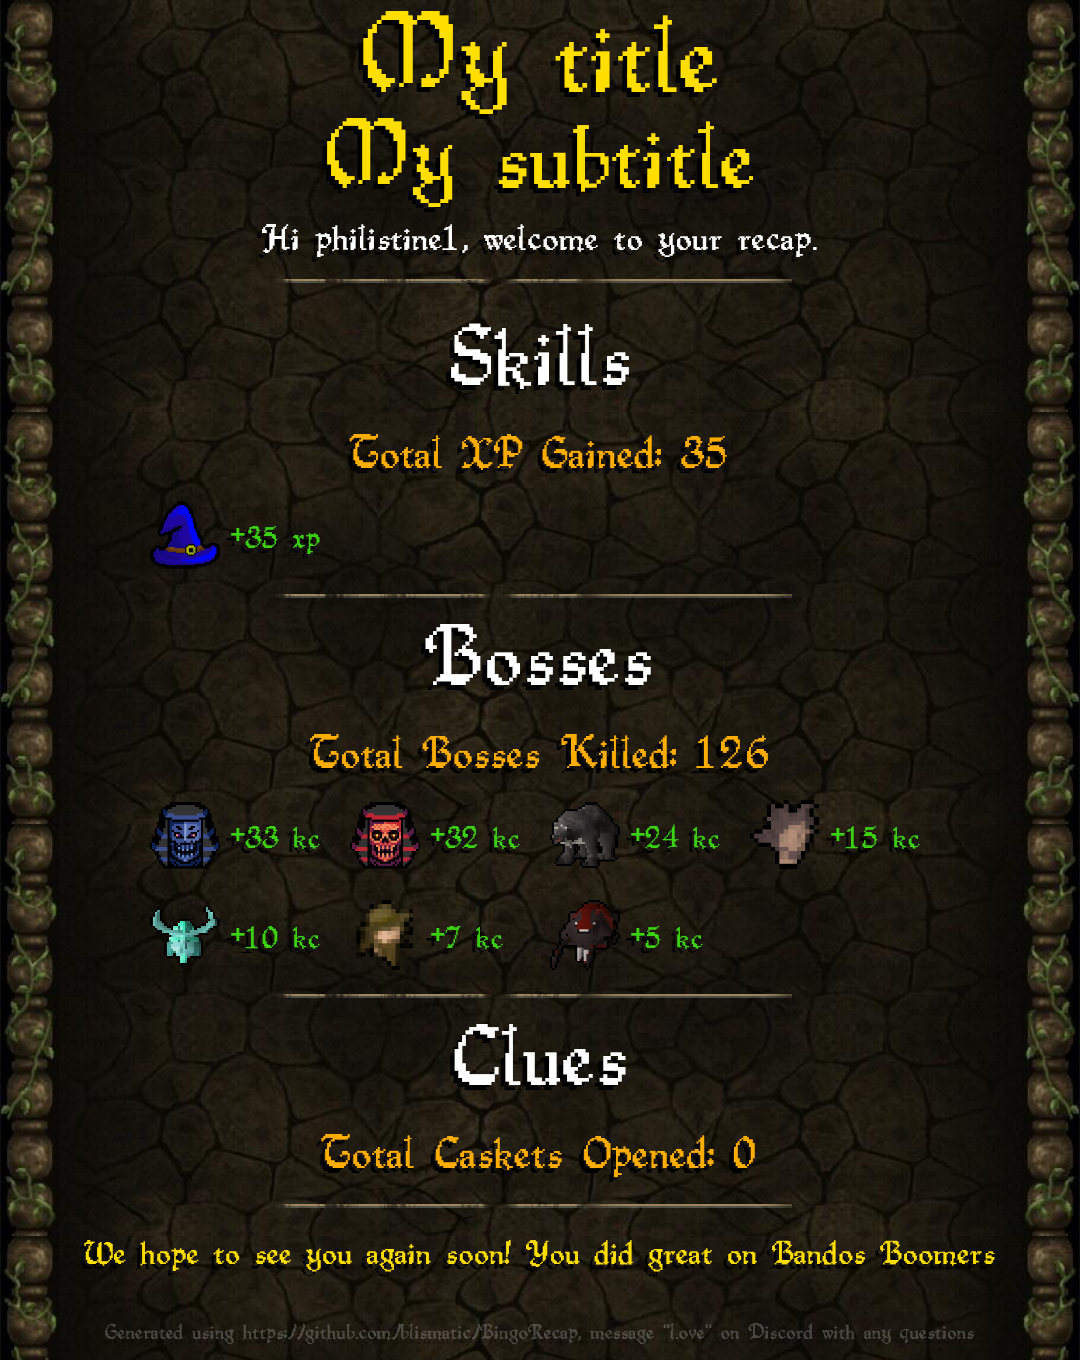 My title
My subtitle
Hi philistine1, welcome to your recap.
Skills
Total XP Gained: 35
+35 xp
Bosses
Total Bosses Killed: 126
+33 kc +32 kc +24 kc +15 kc
+10 kc +7 kc +5 kc
Clues
Total Caskets Opened: 0
We hope to see you again soon! You did great on Bandos Boomers
Generated using https://github.com/blismatic/BingoRecap, message "Love" on Discord with any questions